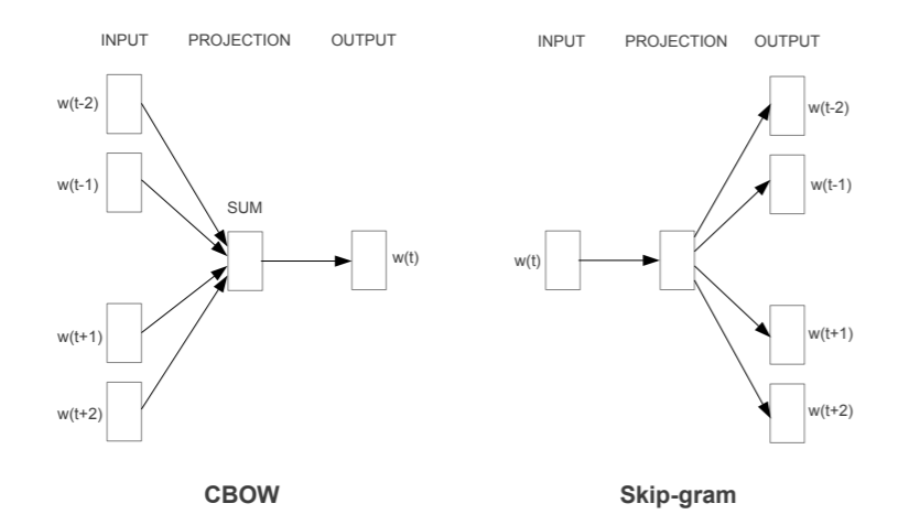 INPUT PROJECTION OUTPUT
w(t-2)
w(t-1)
SUM
w(t)
w(t+1)
w(t+2)
CBOW
INPUT PROJECTION OUTPUT
w(t-2)
w(t-1)
w(t)
w(t+1)
w(t+2)
Skip-gram